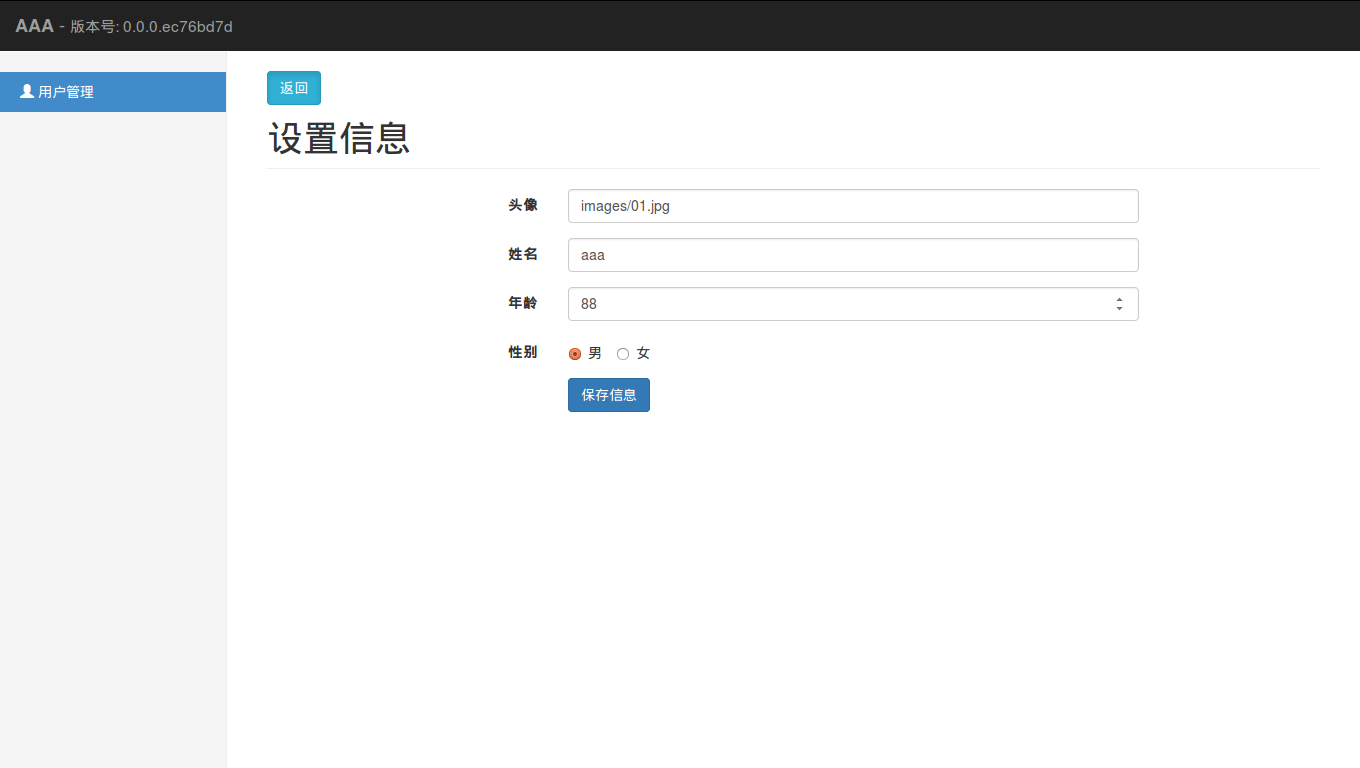 AAA - 版本号: 0.0.0.ec76bd7d
用户管理
返回
设置信息
头像 images/01.jpg
姓名 aaa
年龄 88
性别 男 女
保存信息